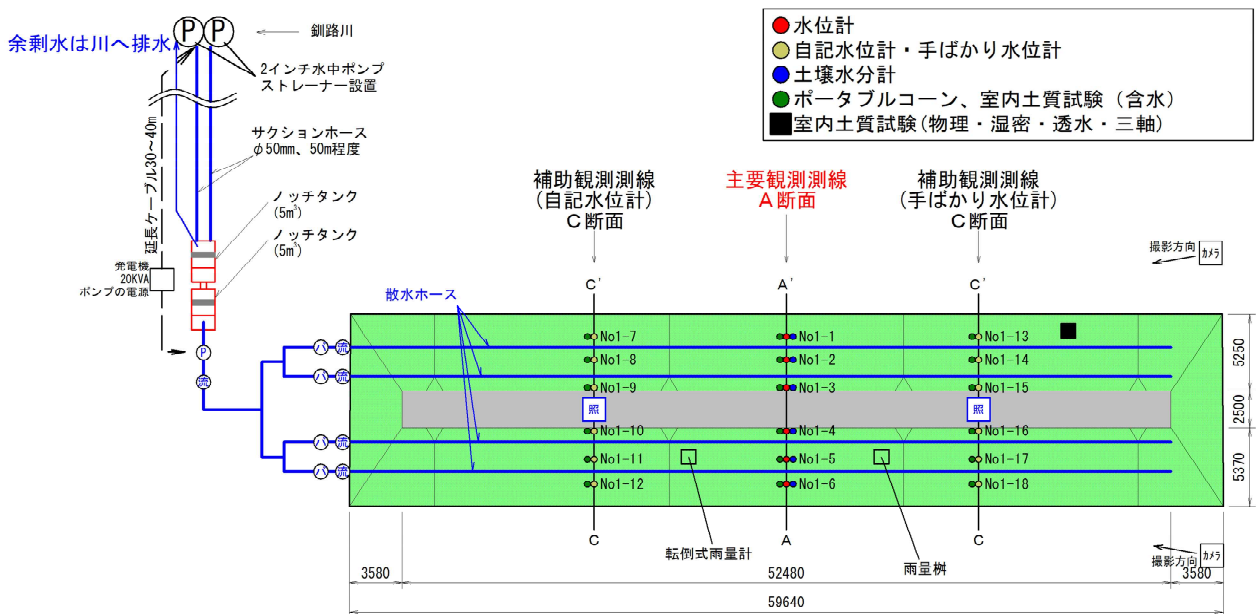 余剰水は川へ排水
P
P
釧路川
2インチ水中ポンプ
ストレーナー設置
延長ケーブル30～40m
サクションホース
φ50mm、50m程度
ノッチタンク
(5m³)
ノッチタンク
(5m³)
発電機
20KVA
ポンプの電源
P
流
散水ホース
バ 流
バ 流
バ 流
バ 流
水位計
自記水位計・手ばかり水位計
土壌水分計
ポータブルコーン、室内土質試験（含水）
室内土質試験(物理・湿密・透水・三軸)
補助観測測線
(自記水位計)
C断面
主要観測測線
A断面
補助観測測線
(手ばかり水位計)
C断面
撮影方向
カメラ
C'
A'
C'
No1-7
No1-1
No1-13
No1-8
No1-2
No1-14
No1-9
No1-3
No1-15
照
照
No1-10
No1-4
No1-16
No1-11
No1-5
No1-17
No1-12
No1-6
No1-18
5250
2500
5370
C
A
C
転倒式雨量計
雨量桝
撮影方向
カメラ
3580
52480
3580
59640